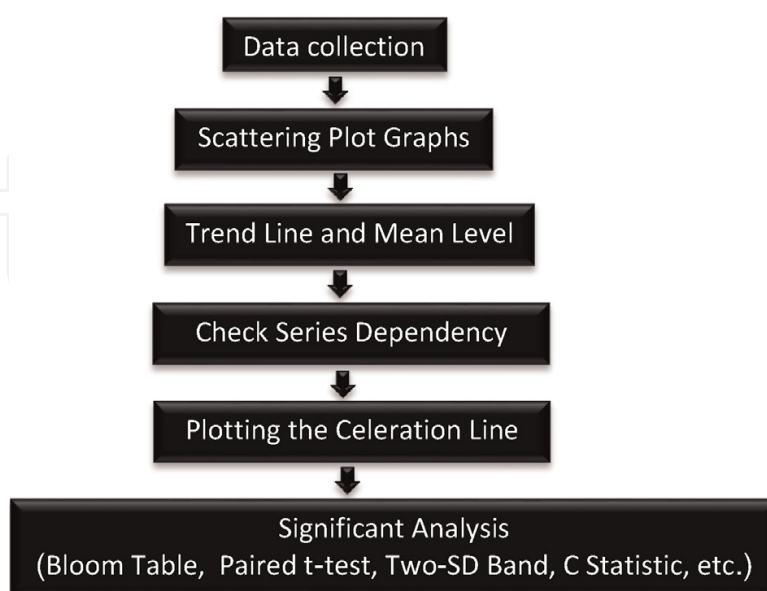 Data collection
Scattering Plot Graphs
Trend Line and Mean Level
Check Series Dependency
Plotting the Celeration Line
Significant Analysis
(Bloom Table, Paired t-test, Two-SD Band, C Statistic, etc.)